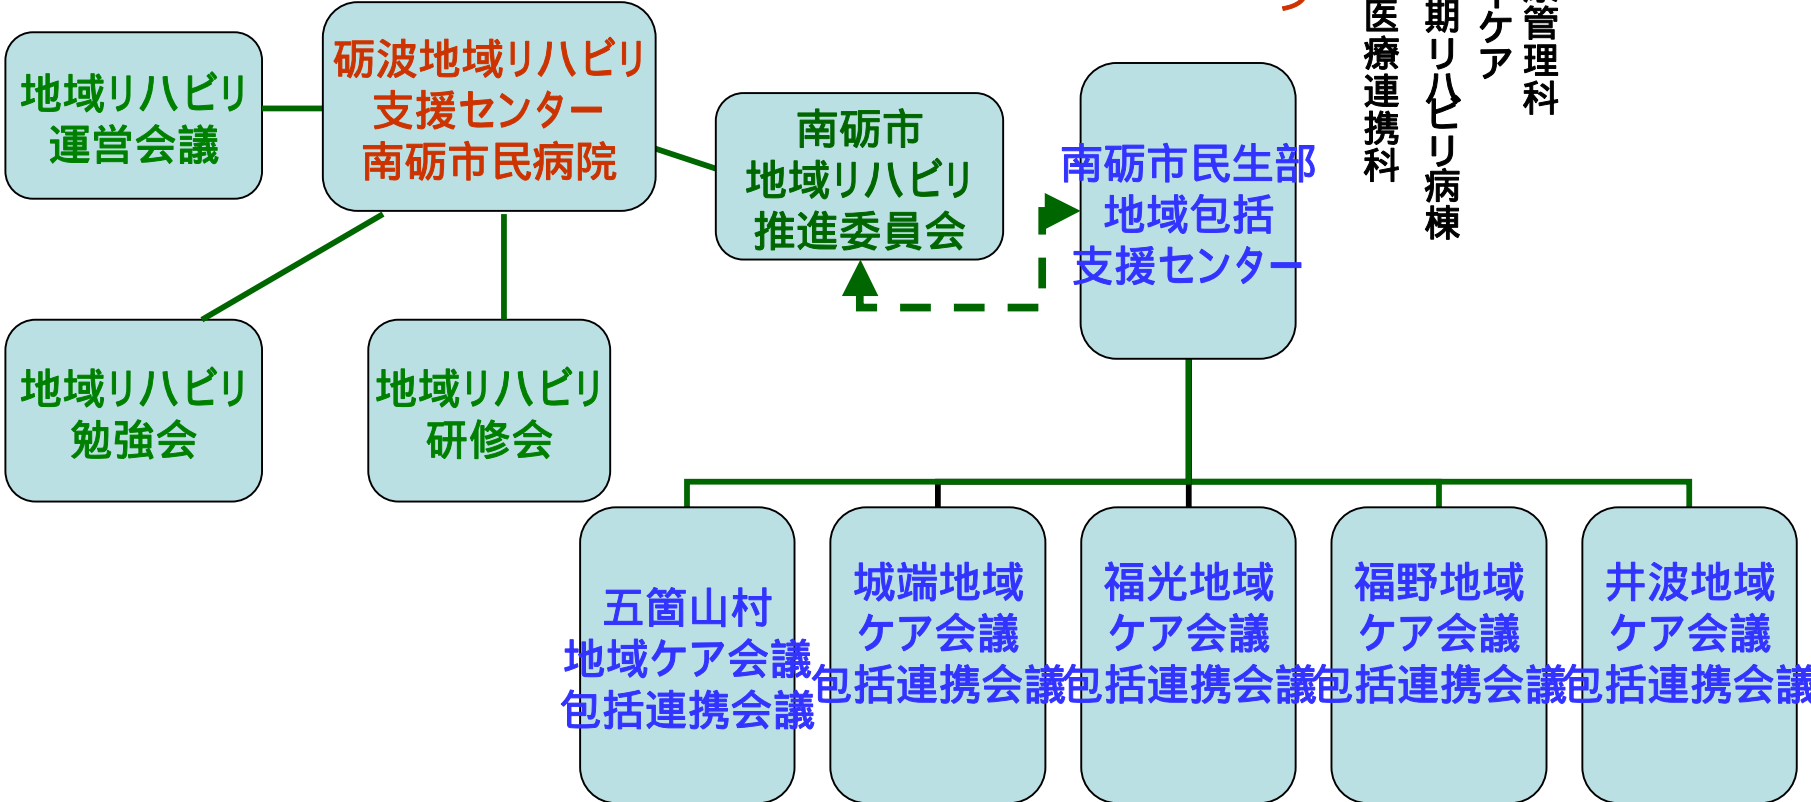 地域リハビリ
運営会議
砺波地域リハビリ
支援センター
南砺市民病院
南砺市
地域リハビリ
推進委員会
南砺市民生部
地域包括
支援センター
管理科
ケア
期リハビリ病棟
医療連携科
地域リハビリ
勉強会
地域リハビリ
研修会
五箇山村
地域ケア会議
包括連携会議
城端地域
ケア会議
包括連携会議
福光地域
ケア会議
包括連携会議
福野地域
ケア会議
包括連携会議
井波地域
ケア会議
包括連携会議